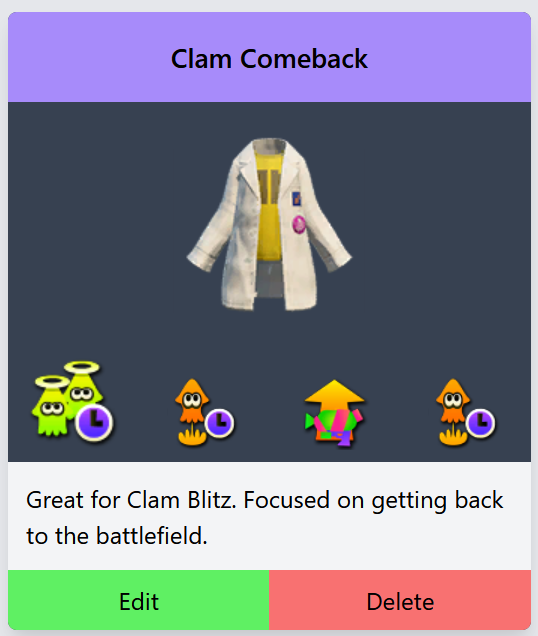 Clam Comeback
Great for Clam Blitz. Focused on getting back
to the battlefield.
Edit
Delete